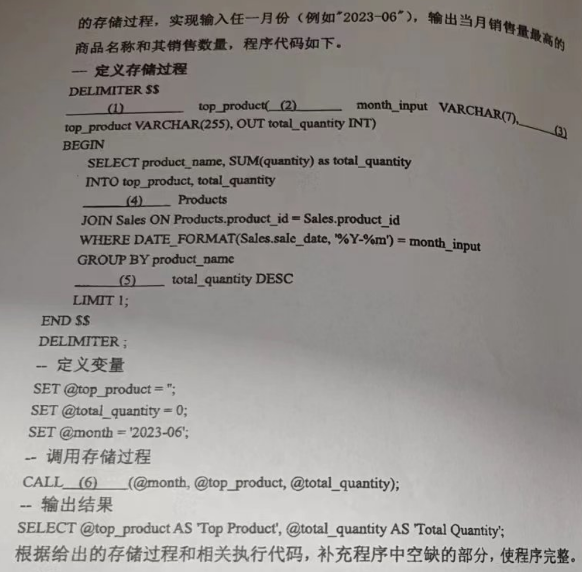 的存储过程，实现输入任一月份（例如"2023-06"），输出当月销售量最高的
商品名称和其销售数量，程序代码如下。
— 定义存储过程
DELIMITER $$
____(1)____ top_product(__(2)____ month_input VARCHAR(7),____(3)
top_product VARCHAR(255), OUT total_quantity INT)
BEGIN
SELECT product_name, SUM(quantity) as total_quantity
INTO top_product, total_quantity
____(4)____ Products
JOIN Sales ON Products.product_id = Sales.product_id
WHERE DATE_FORMAT(Sales.sale_date, '%Y-%m') = month_input
GROUP BY product_name
____(5)____ total_quantity DESC
LIMIT 1;
END $$
DELIMITER ;
-- 定义变量
SET @top_product = '';
SET @total_quantity = 0;
SET @month = '2023-06';
-- 调用存储过程
CALL__(6)____(@month, @top_product, @total_quantity);
-- 输出结果
SELECT @top_product AS 'Top Product', @total_quantity AS 'Total Quantity';
根据给出的存储过程和相关执行代码，补充程序中空缺的部分，使程序完整。